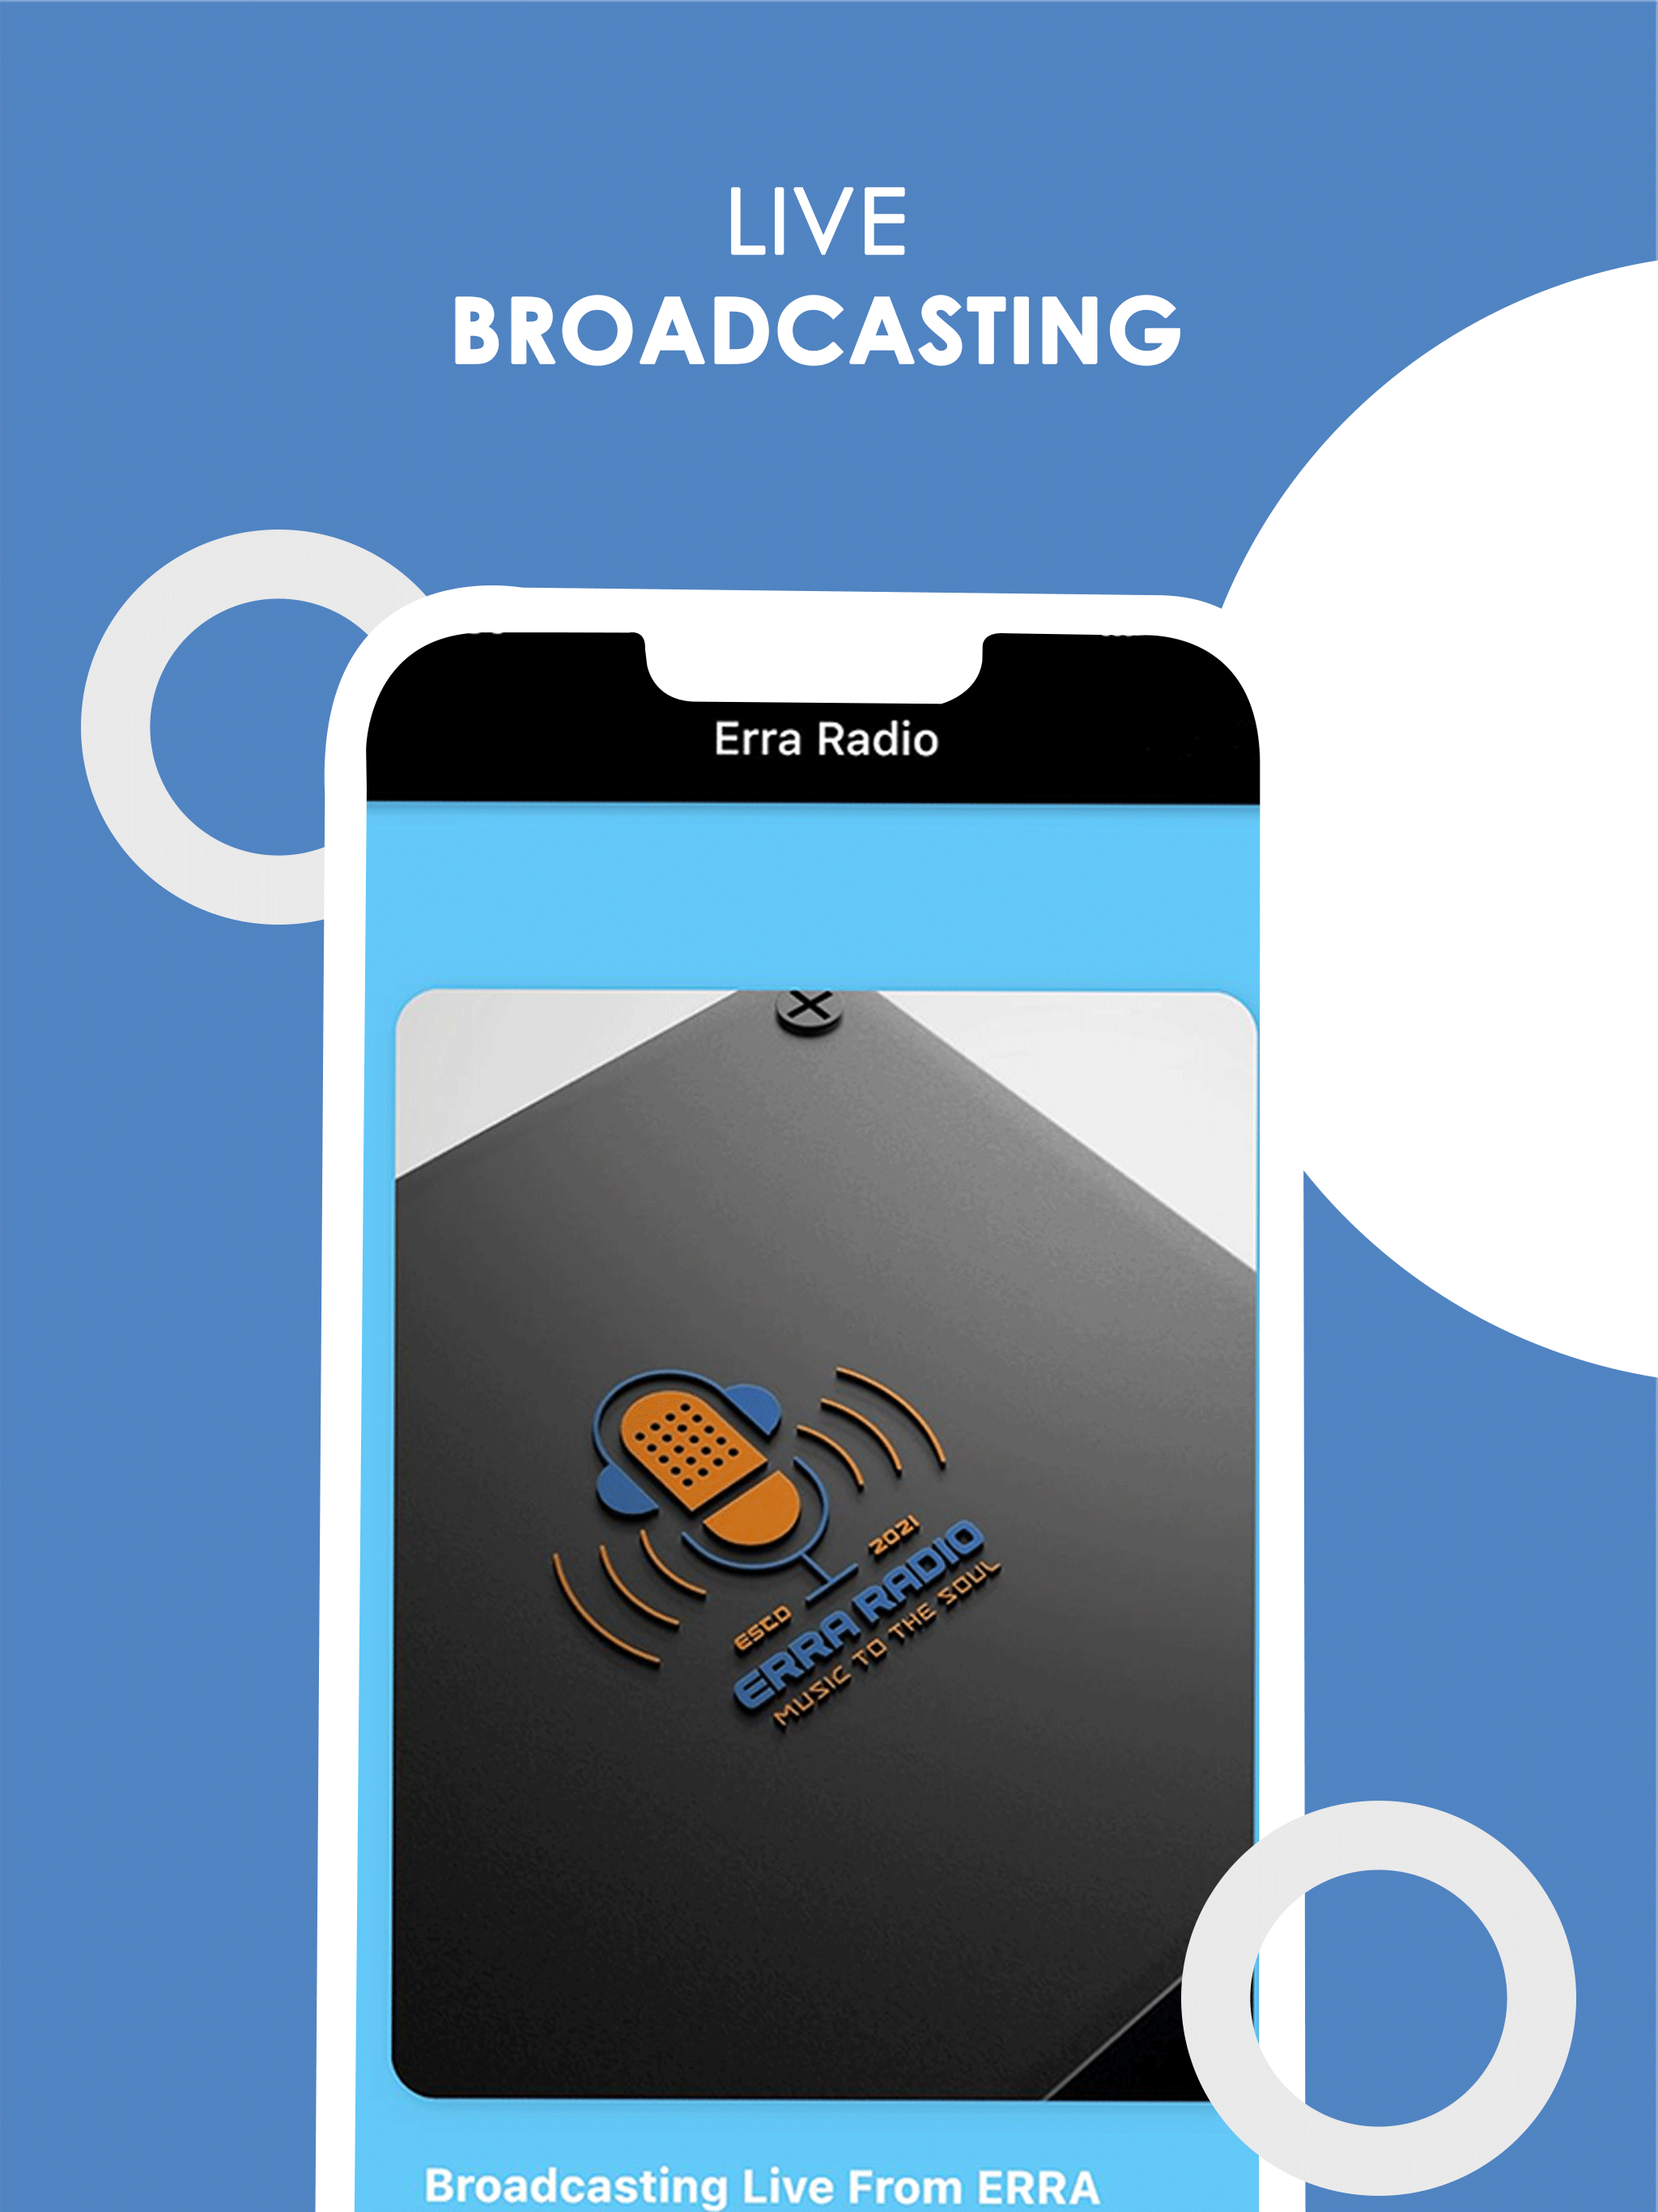 LIVE
BROADCASTING
Erra Radio
ESTD 2021
ERRA RADIO
MUSIC TO THE SOUL
Broadcasting Live From ERRA